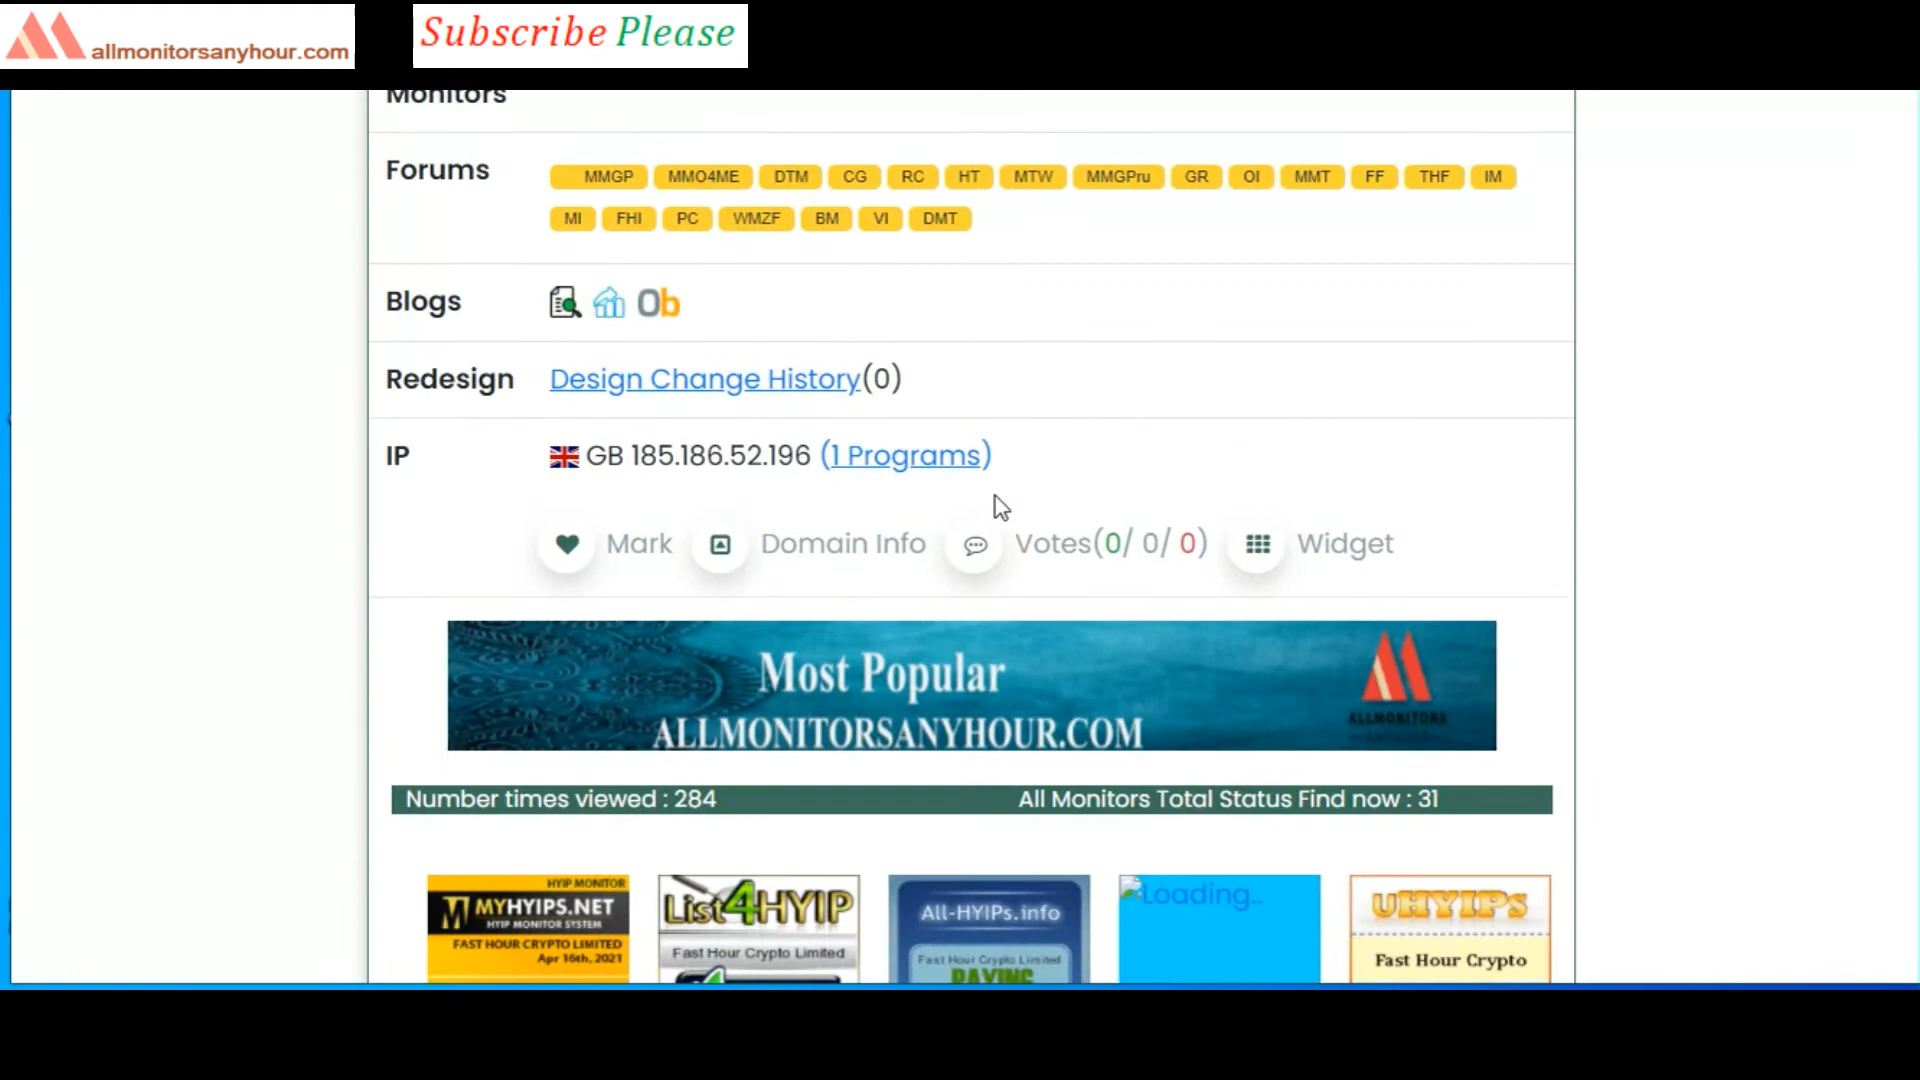 allmonitorsanyhour.com
Subscribe Please
Monitors
Forums
MMGP MMO4ME DTM CG RC HT MTW MMGPru GR OI MMT FF THF IM
MI FHI PC WMZF BM VI DMT
Blogs
Ob
Redesign Design Change History(0)
IP GB 185.186.52.196 (1 Programs)
Mark Domain Info Votes(0/ 0/ 0) Widget
Most Popular
ALLMONITORSANYHOUR.COM
ALLMONITORS
Number times viewed : 284 All Monitors Total Status Find now : 31
HYIP MONITOR
MYHYIPS.NET
HYIP MONITOR SYSTEM
FAST HOUR CRYPTO LIMITED
Apr 16th, 2021
List4HYIP
Fast Hour Crypto Limited
All-HYIPs.info
Fast Hour Crypto Limited
PAYING
Loading..
uHYIPs
Fast Hour Crypto